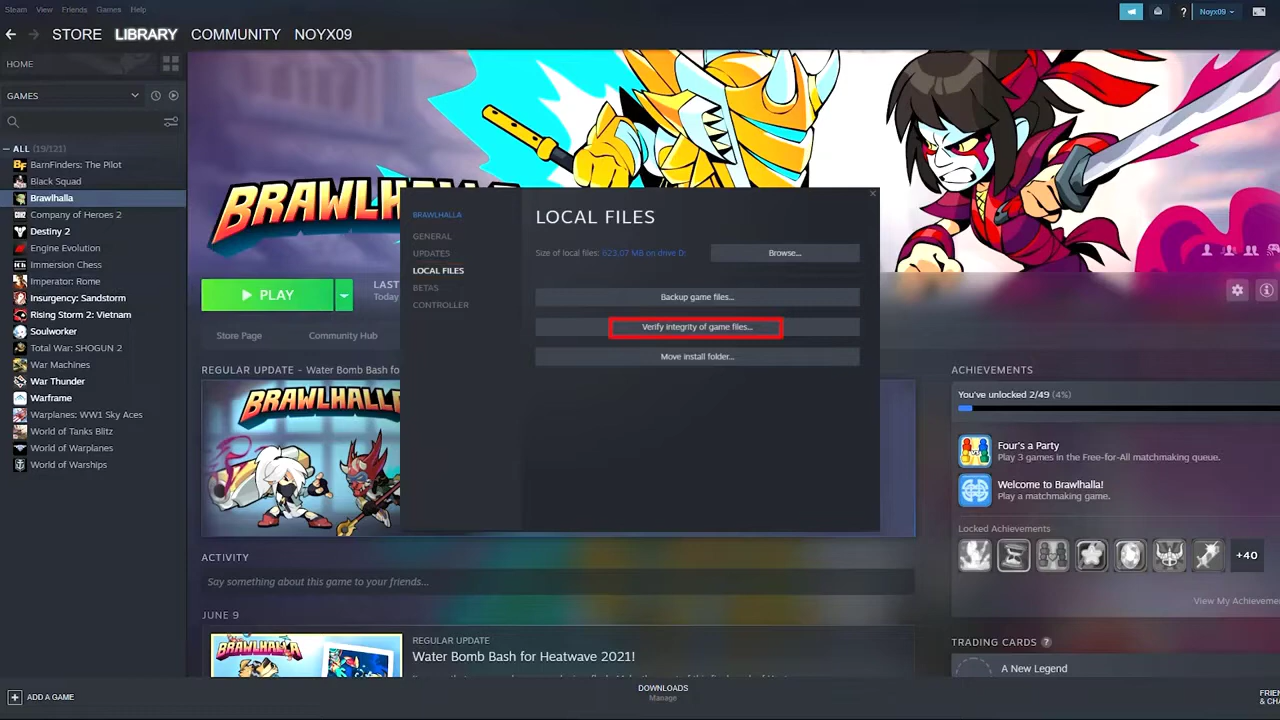 Steam View Friends Games Help
Noyx09
STORE LIBRARY COMMUNITY NOYX09
HOME
GAMES
ALL (19/121)
BarnFinders: The Pilot
Black Squad
Brawlhalla
Company of Heroes 2
Destiny 2
Engine Evolution
Immersion Chess
Imperator: Rome
Insurgency: Sandstorm
Rising Storm 2: Vietnam
Soulworker
Total War: SHOGUN 2
War Machines
War Thunder
Warframe
Warplanes: WW1 Sky Aces
World of Tanks Blitz
World of Warplanes
World of Warships
ADD A GAME
BRAWLH
PLAY
LAST
Today
Store Page
Community Hub
REGULAR UPDATE - Water Bomb Bash fo
BRAWLHALL
BRAWLHALLA
GENERAL
UPDATES
LOCAL FILES
BETAS
CONTROLLER
LOCAL FILES
Size of local files: 623.07 MB on drive D:
Browse...
Backup game files...
Verify integrity of game files...
Move install folder...
ACTIVITY
Say something about this game to your friends...
JUNE 9
BRAWLHALLA
REGULAR UPDATE
Water Bomb Bash for Heatwave 2021!
ACHIEVEMENTS
You've unlocked 2/49 (4%)
Four's a Party
Play 3 games in the Free-for-All matchmaking queue.
Welcome to Brawlhalla!
Play a matchmaking game.
Locked Achievements
+40
View My Achieveme
TRADING CARDS ?
A New Legend
DOWNLOADS
Manage
FRIEN
& CHA